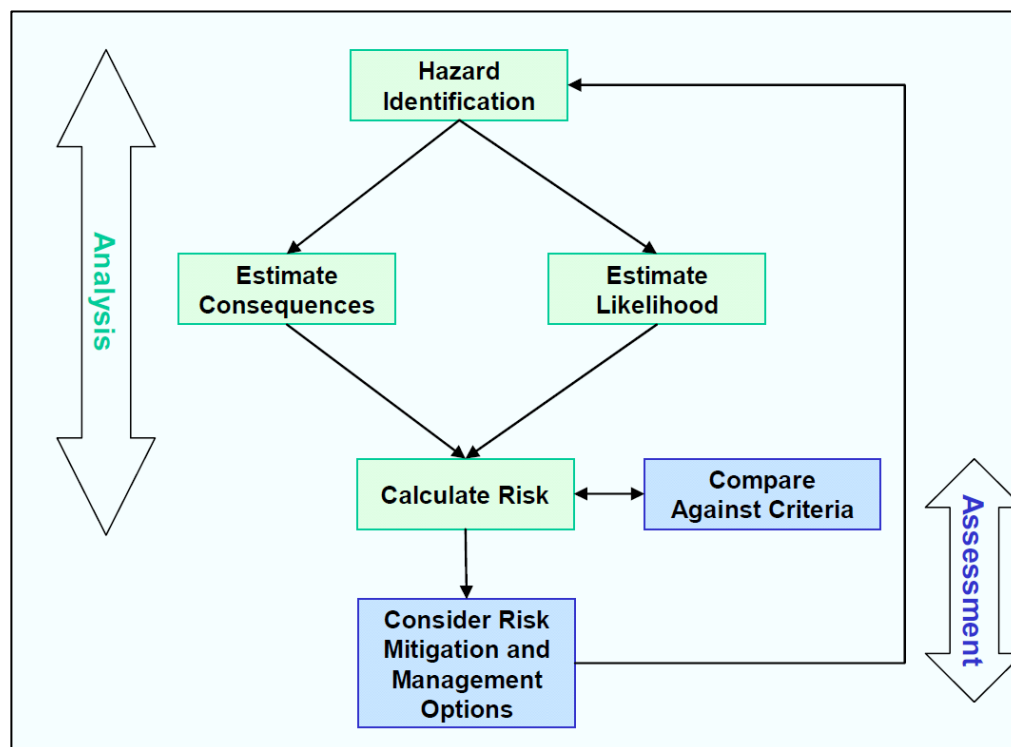 Hazard
Identification
Analysis
Estimate
Consequences
Estimate
Likelihood
Calculate Risk
Compare
Against Criteria
Assessment
Consider Risk
Mitigation and
Management
Options